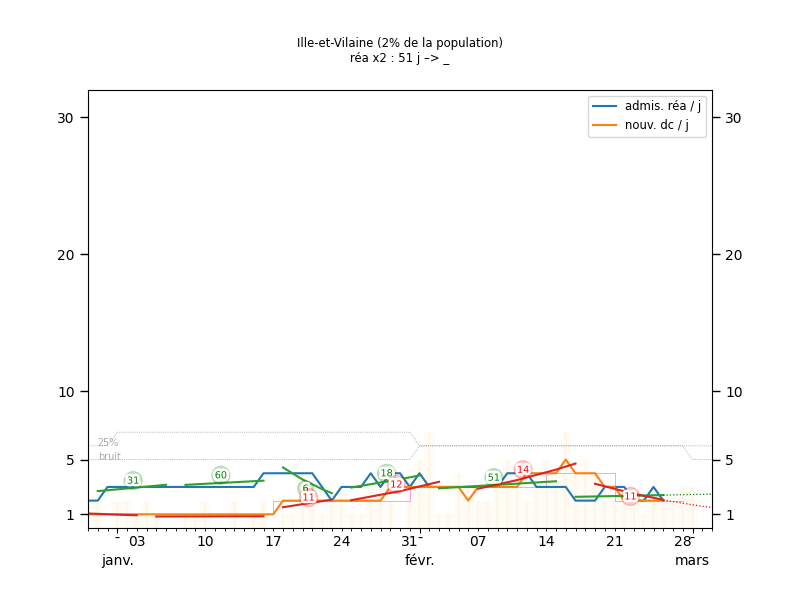 Ille-et-Vilaine (2% de la population)
réa x2 : 51 j –> _
admis. réa / j
nouv. dc / j
30 30
20 20
10 10
5 5
1 1
25%
bruit
31 60 6 11 18 12 51 14 11
03 10 17 24 31 07 14 21 28
janv. févr. mars